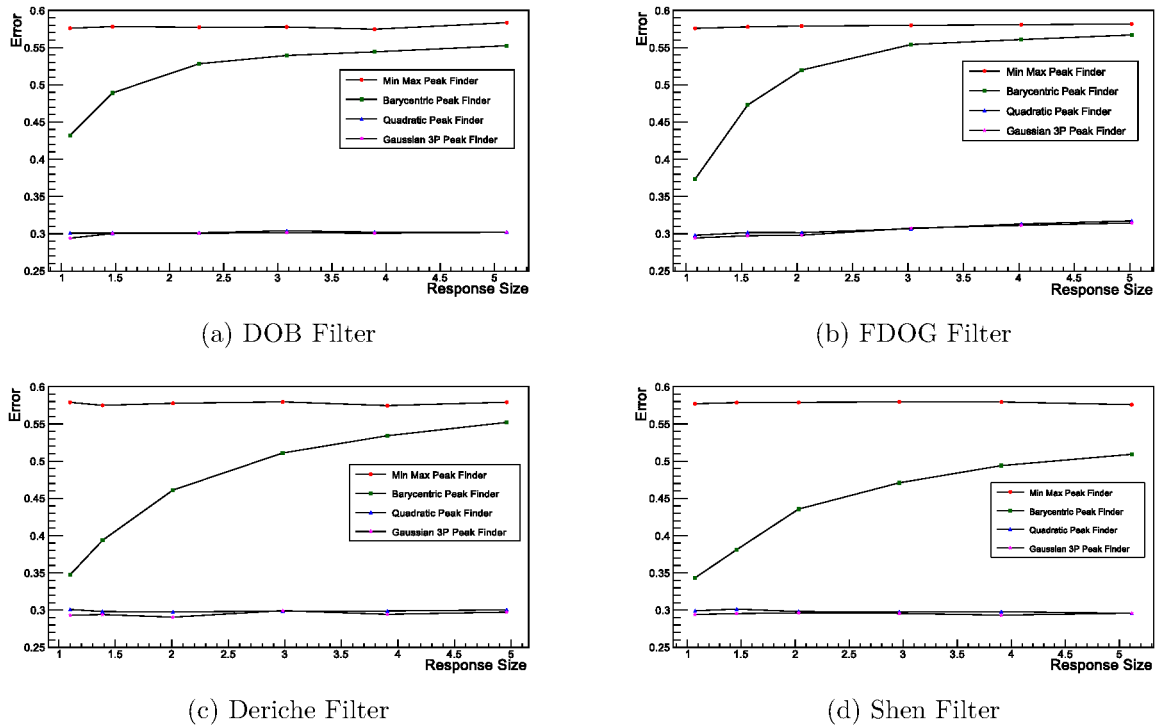 Error
0.6
0.55
0.5
0.45
0.4
0.35
0.3
0.25
Min Max Peak Finder
Barycentric Peak Finder
Quadratic Peak Finder
Gaussian 3P Peak Finder
1 1.5 2 2.5 3 3.5 4 4.5 5
Response Size
(a) DOB Filter
Error
0.6
0.55
0.5
0.45
0.4
0.35
0.3
0.25
Min Max Peak Finder
Barycentric Peak Finder
Quadratic Peak Finder
Gaussian 3P Peak Finder
1 1.5 2 2.5 3 3.5 4 4.5 5
Response Size
(b) FDOG Filter
Error
0.6
0.55
0.5
0.45
0.4
0.35
0.3
0.25
Min Max Peak Finder
Barycentric Peak Finder
Quadratic Peak Finder
Gaussian 3P Peak Finder
1 1.5 2 2.5 3 3.5 4 4.5 5
Response Size
(c) Deriche Filter
Error
0.6
0.55
0.5
0.45
0.4
0.35
0.3
0.25
Min Max Peak Finder
Barycentric Peak Finder
Quadratic Peak Finder
Gaussian 3P Peak Finder
1 1.5 2 2.5 3 3.5 4 4.5 5
Response Size
(d) Shen Filter